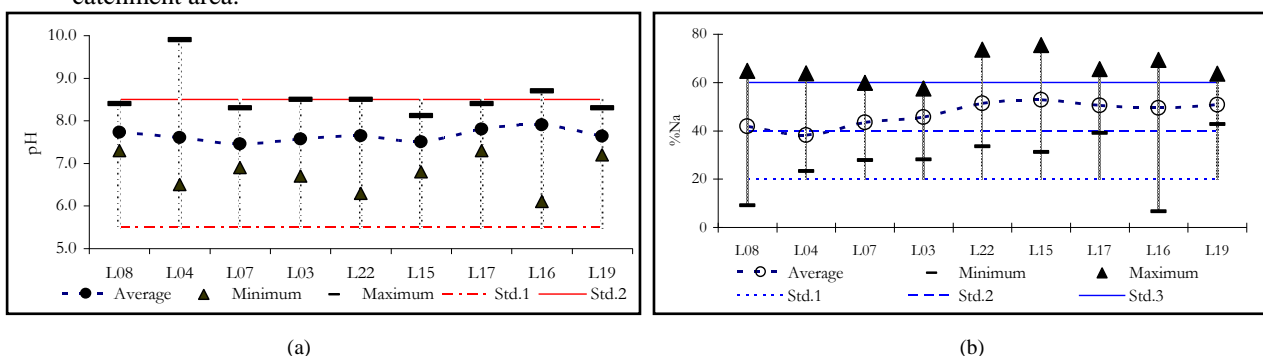 catchment area.
10.0
9.0
8.0
7.0
6.0
5.0
pH
L08 L04 L07 L03 L22 L15 L17 L16 L19
Average Minimum Maximum Std.1 Std.2
(a)
80
60
40
20
0
%Na
L08 L04 L07 L03 L22 L15 L17 L16 L19
Average Minimum Maximum
Std.1 Std.2 Std.3
(b)